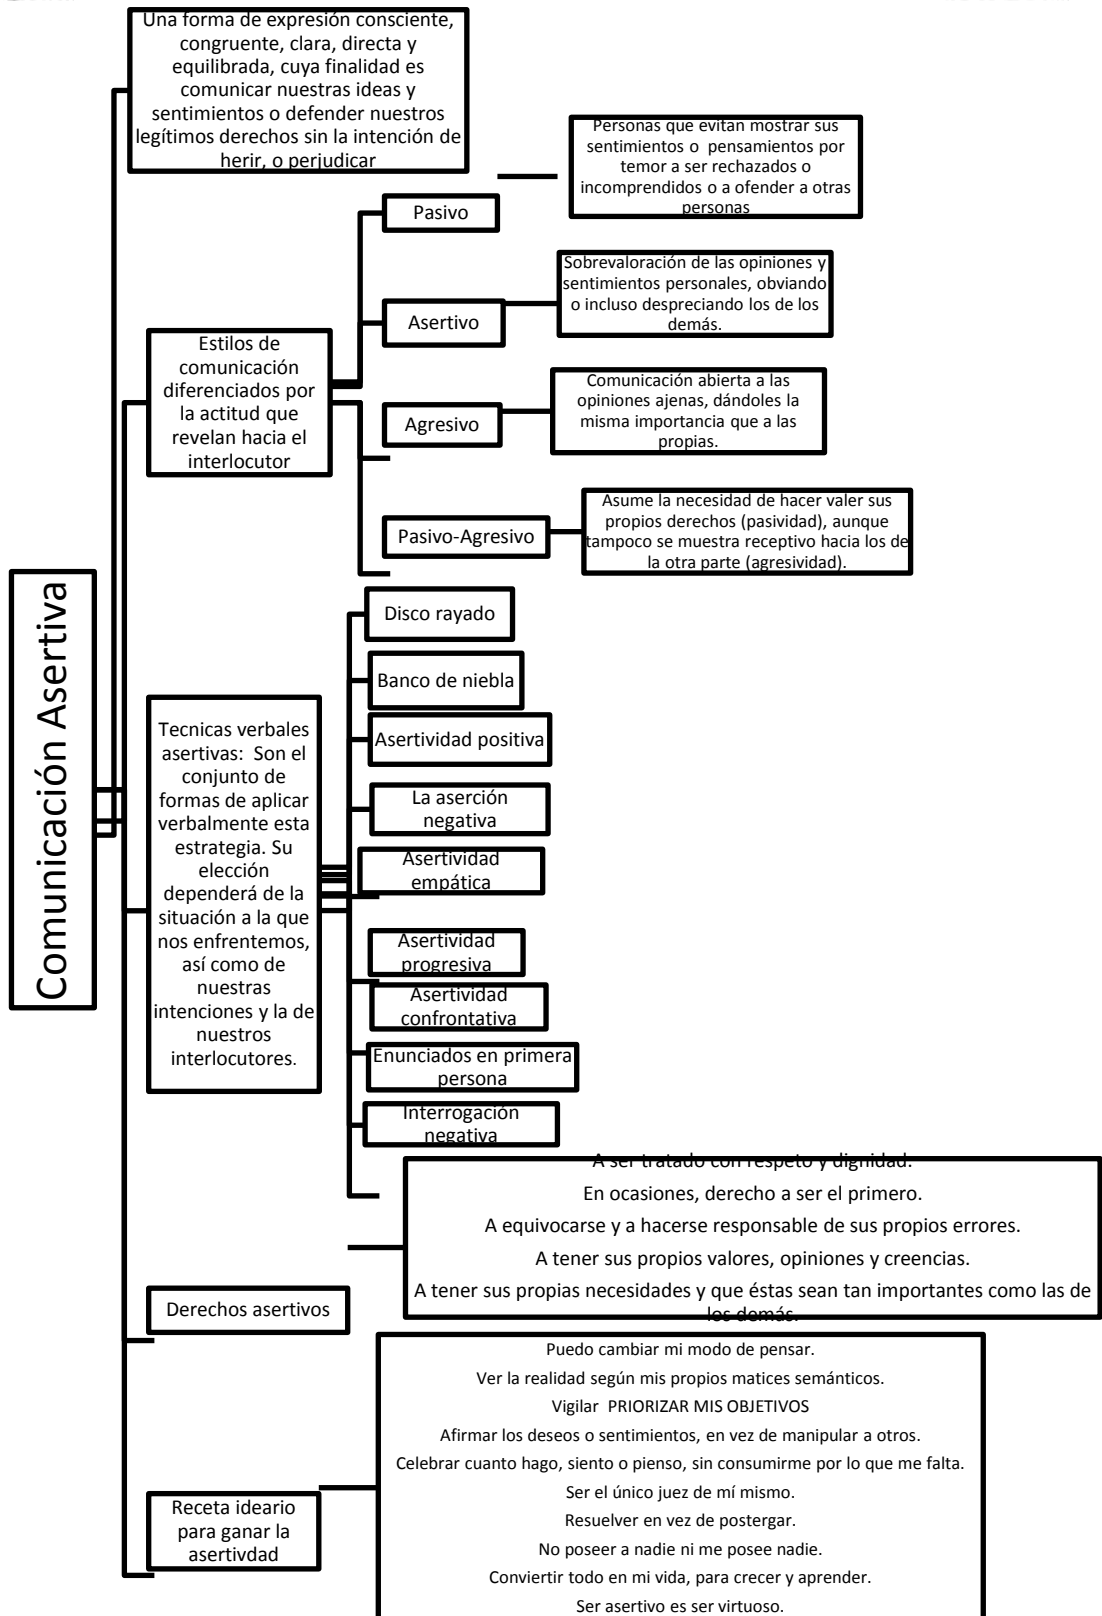 Comunicación Asertiva
Una forma de expresión consciente,
congruente, clara, directa y
equilibrada, cuya finalidad es
comunicar nuestras ideas y
sentimientos o defender nuestros
legítimos derechos sin la intención de
herir, o perjudicar
Estilos de
comunicación
diferenciados por
la actitud que
revelan hacia el
interlocutor
Pasivo
Personas que evitan mostrar sus
sentimientos o pensamientos por
temor a ser rechazados o
incomprendidos o a ofender a otras
personas
Asertivo
Sobrevaloración de las opiniones y
sentimientos personales, obviando
o incluso despreciando los de los
demás.
Agresivo
Comunicación abierta a las
opiniones ajenas, dándoles la
misma importancia que a las
propias.
Pasivo-Agresivo
Asume la necesidad de hacer valer sus
propios derechos (pasividad), aunque
tampoco se muestra receptivo hacia los de
la otra parte (agresividad).
Tecnicas verbales
asertivas: Son el
conjunto de
formas de aplicar
verbalmente esta
estrategia. Su
elección
dependerá de la
situación a la que
nos enfrentemos,
así como de
nuestras
intenciones y la de
nuestros
interlocutores.
Disco rayado
Banco de niebla
Asertividad positiva
La aserción
negativa
Asertividad
empática
Asertividad
progresiva
Asertividad
confrontativa
Enunciados en primera
persona
Interrogación
negativa
Derechos asertivos
A ser tratado con respeto y dignidad.
En ocasiones, derecho a ser el primero.
A equivocarse y a hacerse responsable de sus propios errores.
A tener sus propios valores, opiniones y creencias.
A tener sus propias necesidades y que éstas sean tan importantes como las de
los demás.
Receta ideario
para ganar la
asertivdad
Puedo cambiar mi modo de pensar.
Ver la realidad según mis propios matices semánticos.
Vigilar PRIORIZAR MIS OBJETIVOS
Afirmar los deseos o sentimientos, en vez de manipular a otros.
Celebrar cuanto hago, siento o pienso, sin consumirme por lo que me falta.
Ser el único juez de mí mismo.
Resuelver en vez de postergar.
No poseer a nadie ni me posee nadie.
Conviertir todo en mi vida, para crecer y aprender.
Ser asertivo es ser virtuoso.